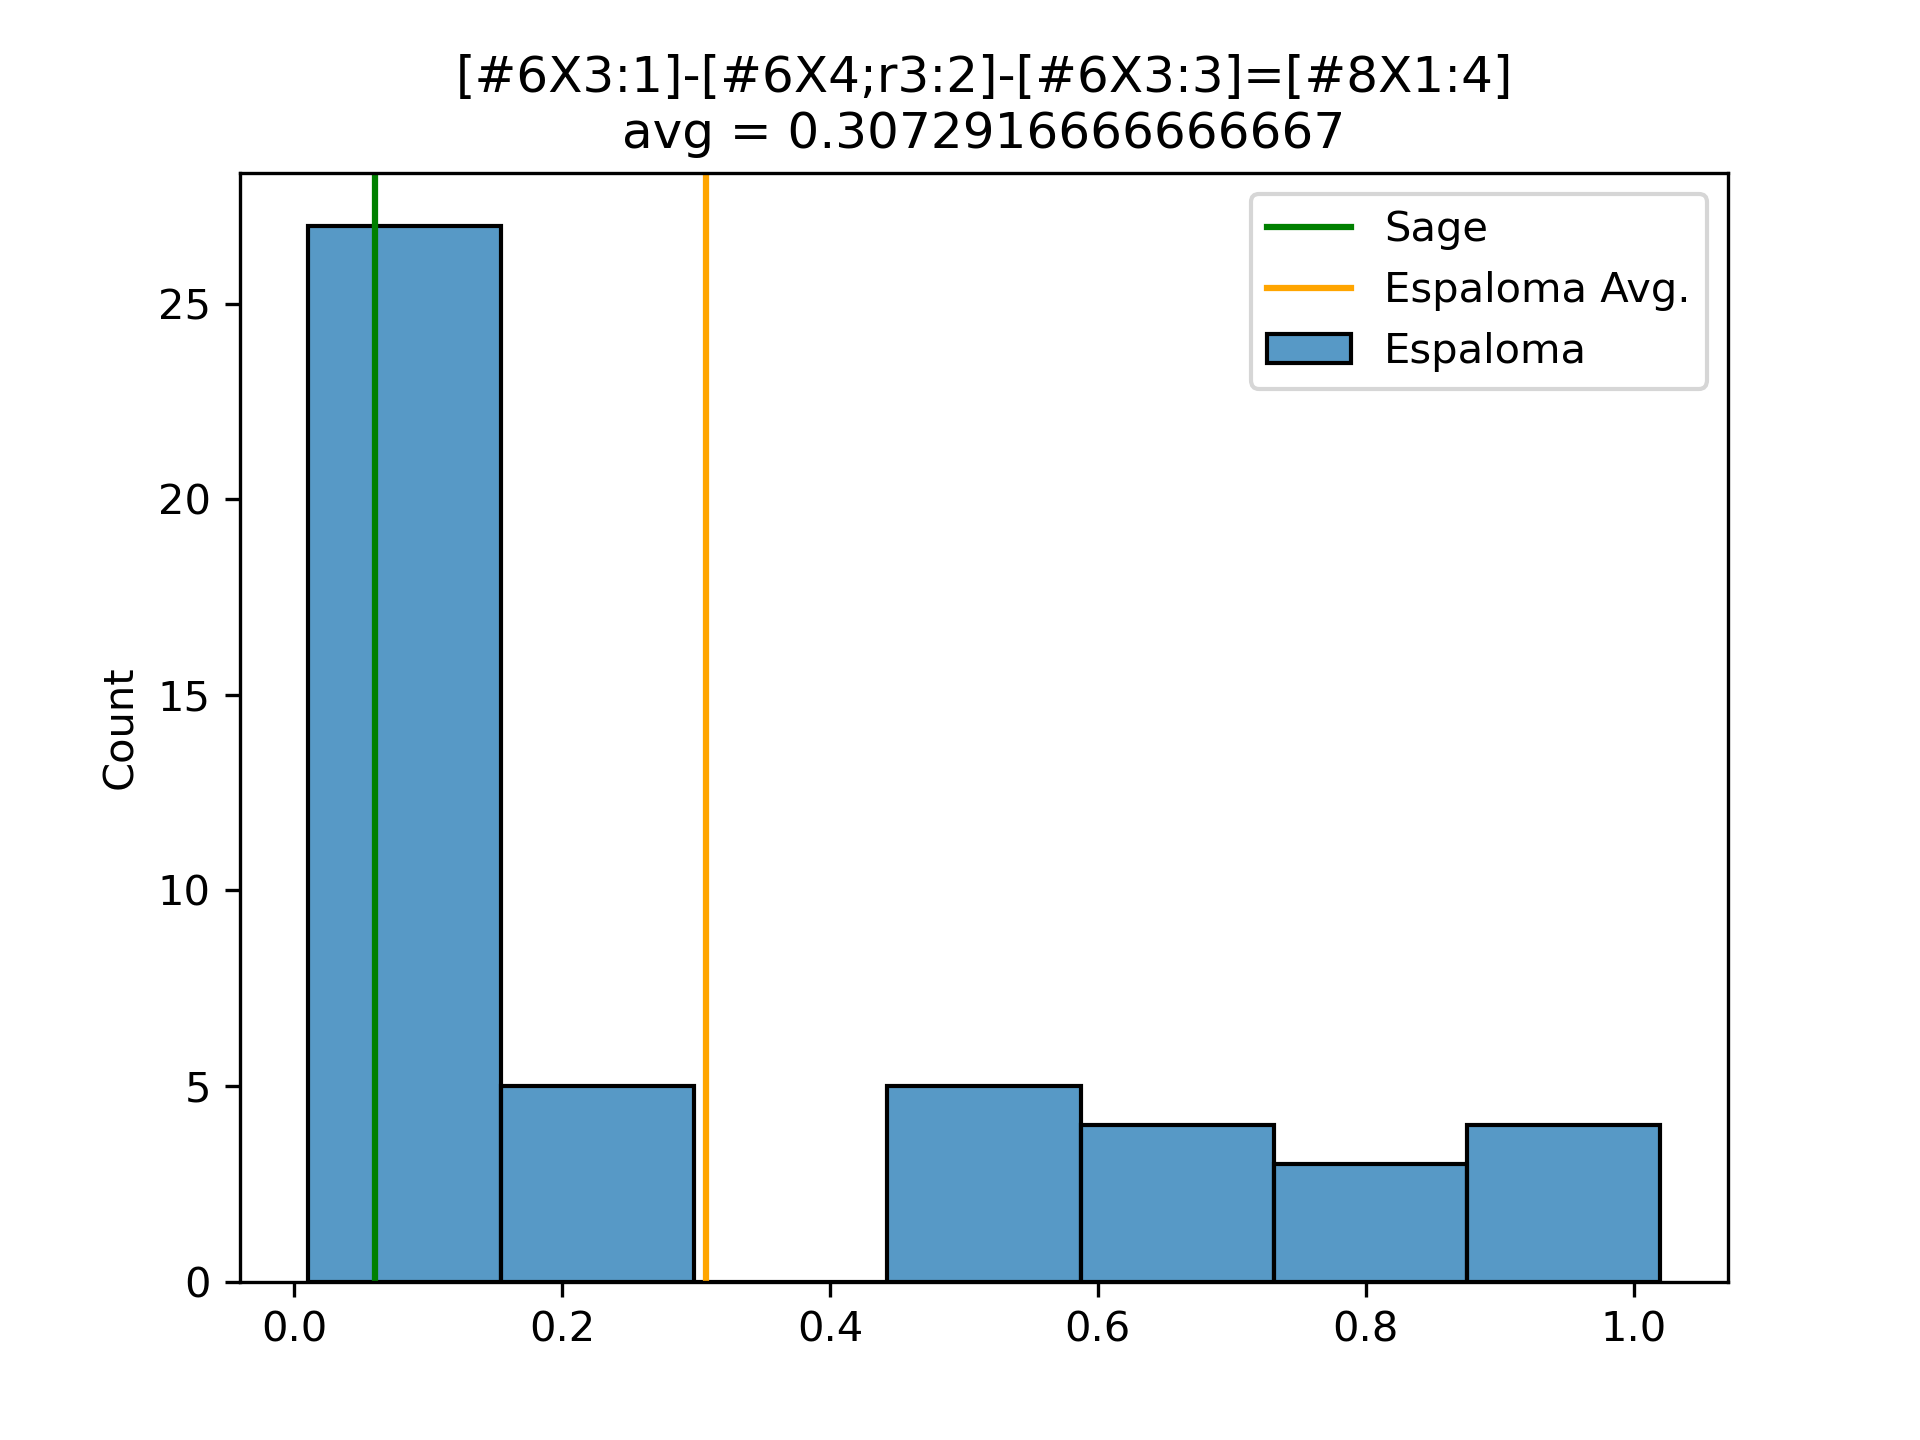 [#6X3:1]-[#6X4;r3:2]-[#6X3:3]=[#8X1:4]
avg = 0.3072916666666667
Sage
Espaloma Avg.
Espaloma
Count
25
20
15
10
5
0
0.0 0.2 0.4 0.6 0.8 1.0